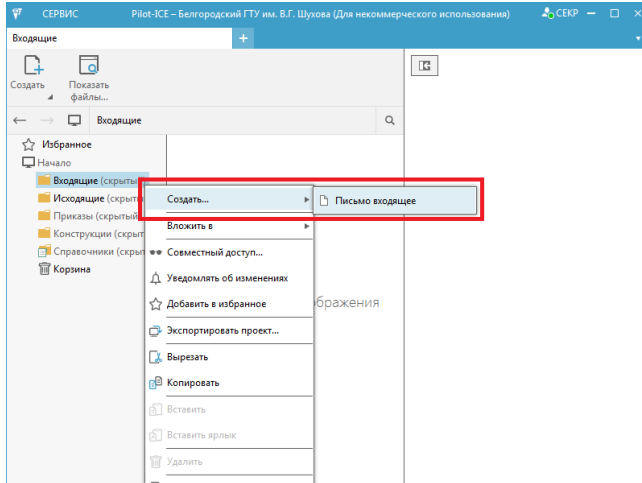 СЕРВИС Pilot-ICE – Белгородский ГТУ им. В.Г. Шухова (Для некоммерческого использования) СЕКР
Входящие
Создать
Показать файлы...
Входящие
Избранное
Начало
Входящие (скрытый)
Исходящие (скрыты
Приказы (скрытый
Конструкции (скрыт
Справочники (скрыт
Корзина
Создать...
Письмо входящее
Вложить в
Совместный доступ...
Уведомлять об изменениях
Добавить в избранное
бражения
Экспортировать проект...
Вырезать
Копировать
Вставить
Вставить ярлык
Удалить